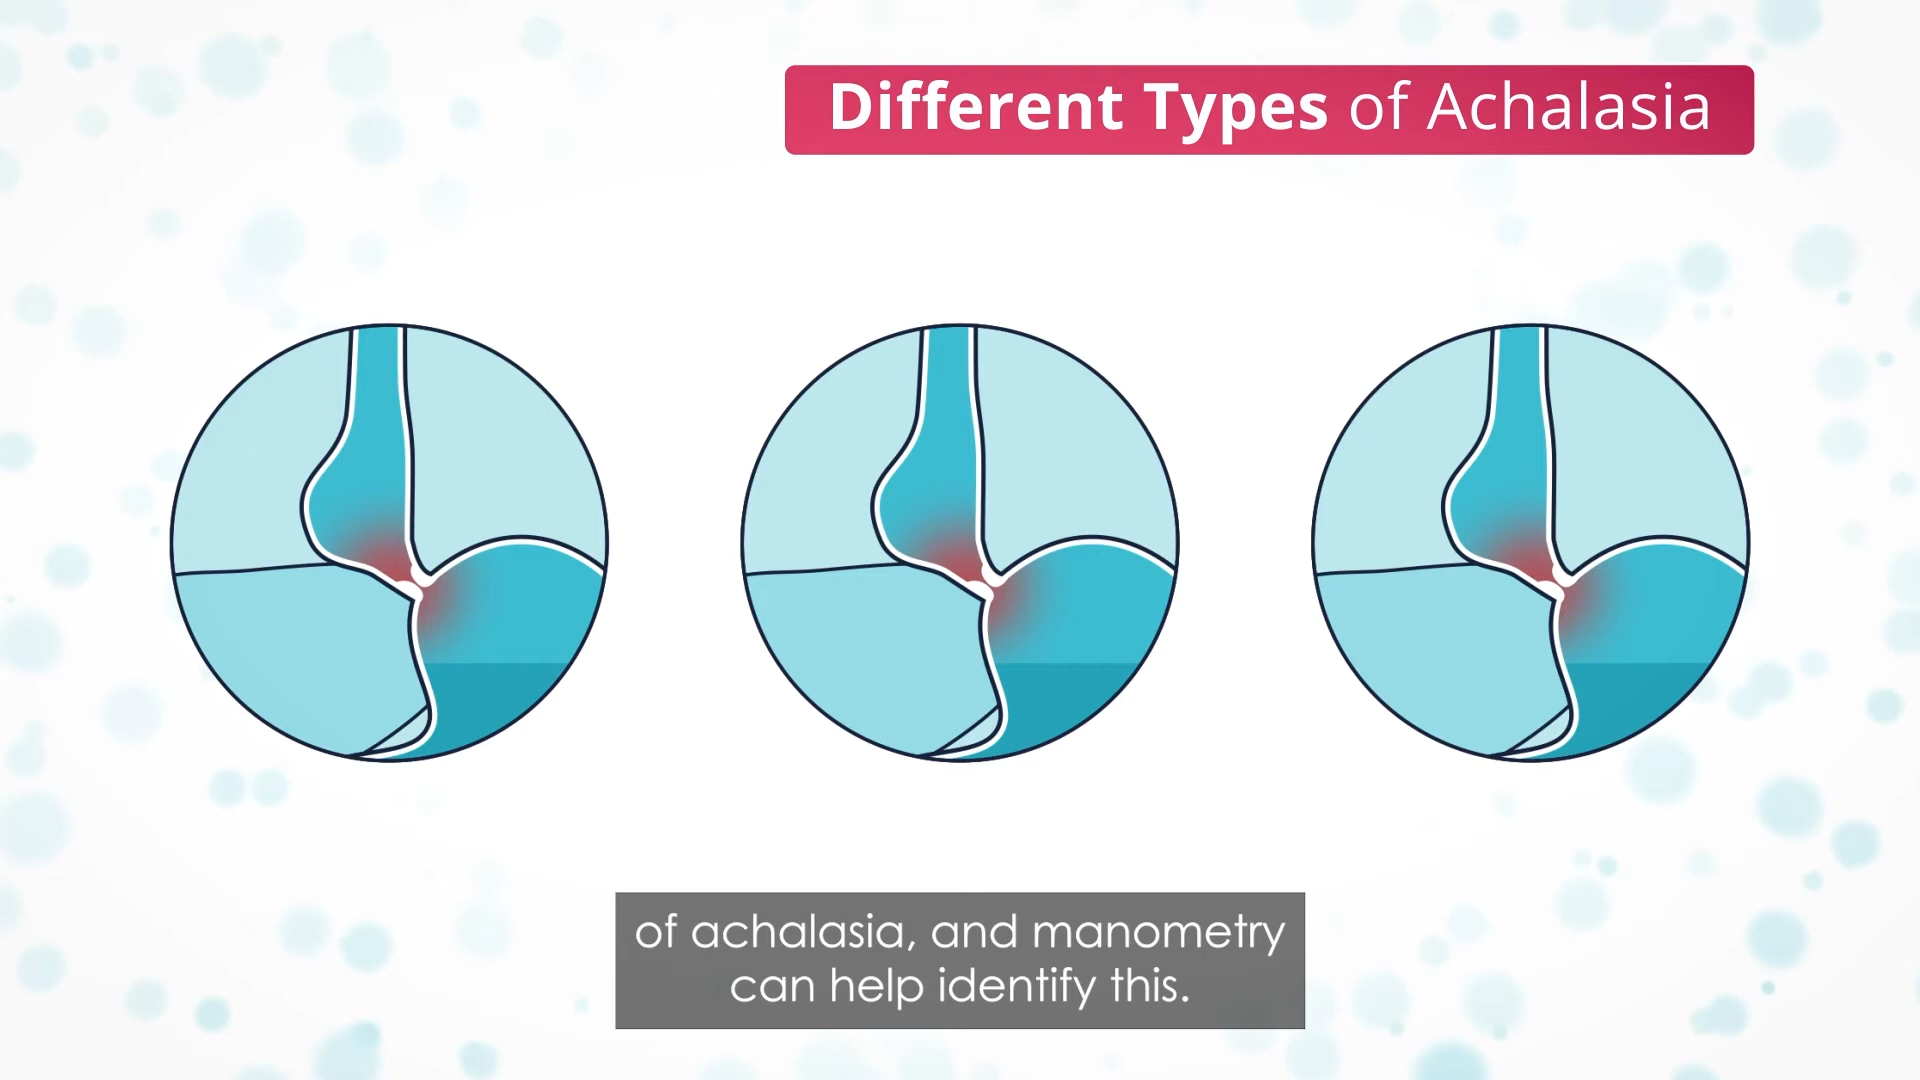 Different Types of Achalasia
of achalasia, and manometry
can help identify this.